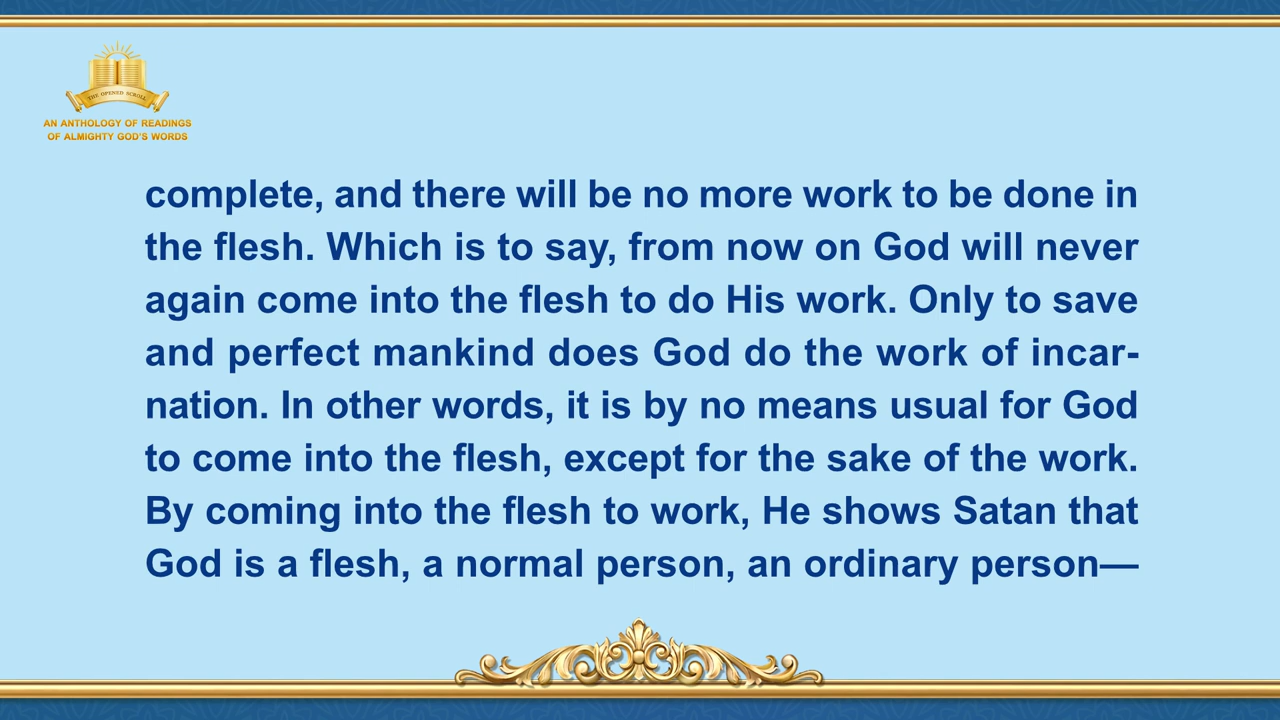 THE OPENED SCROLL
AN ANTHOLOGY OF READINGS
OF ALMIGHTY GOD'S WORDS
complete, and there will be no more work to be done in
the flesh. Which is to say, from now on God will never
again come into the flesh to do His work. Only to save
and perfect mankind does God do the work of incar-
nation. In other words, it is by no means usual for God
to come into the flesh, except for the sake of the work.
By coming into the flesh to work, He shows Satan that
God is a flesh, a normal person, an ordinary person—